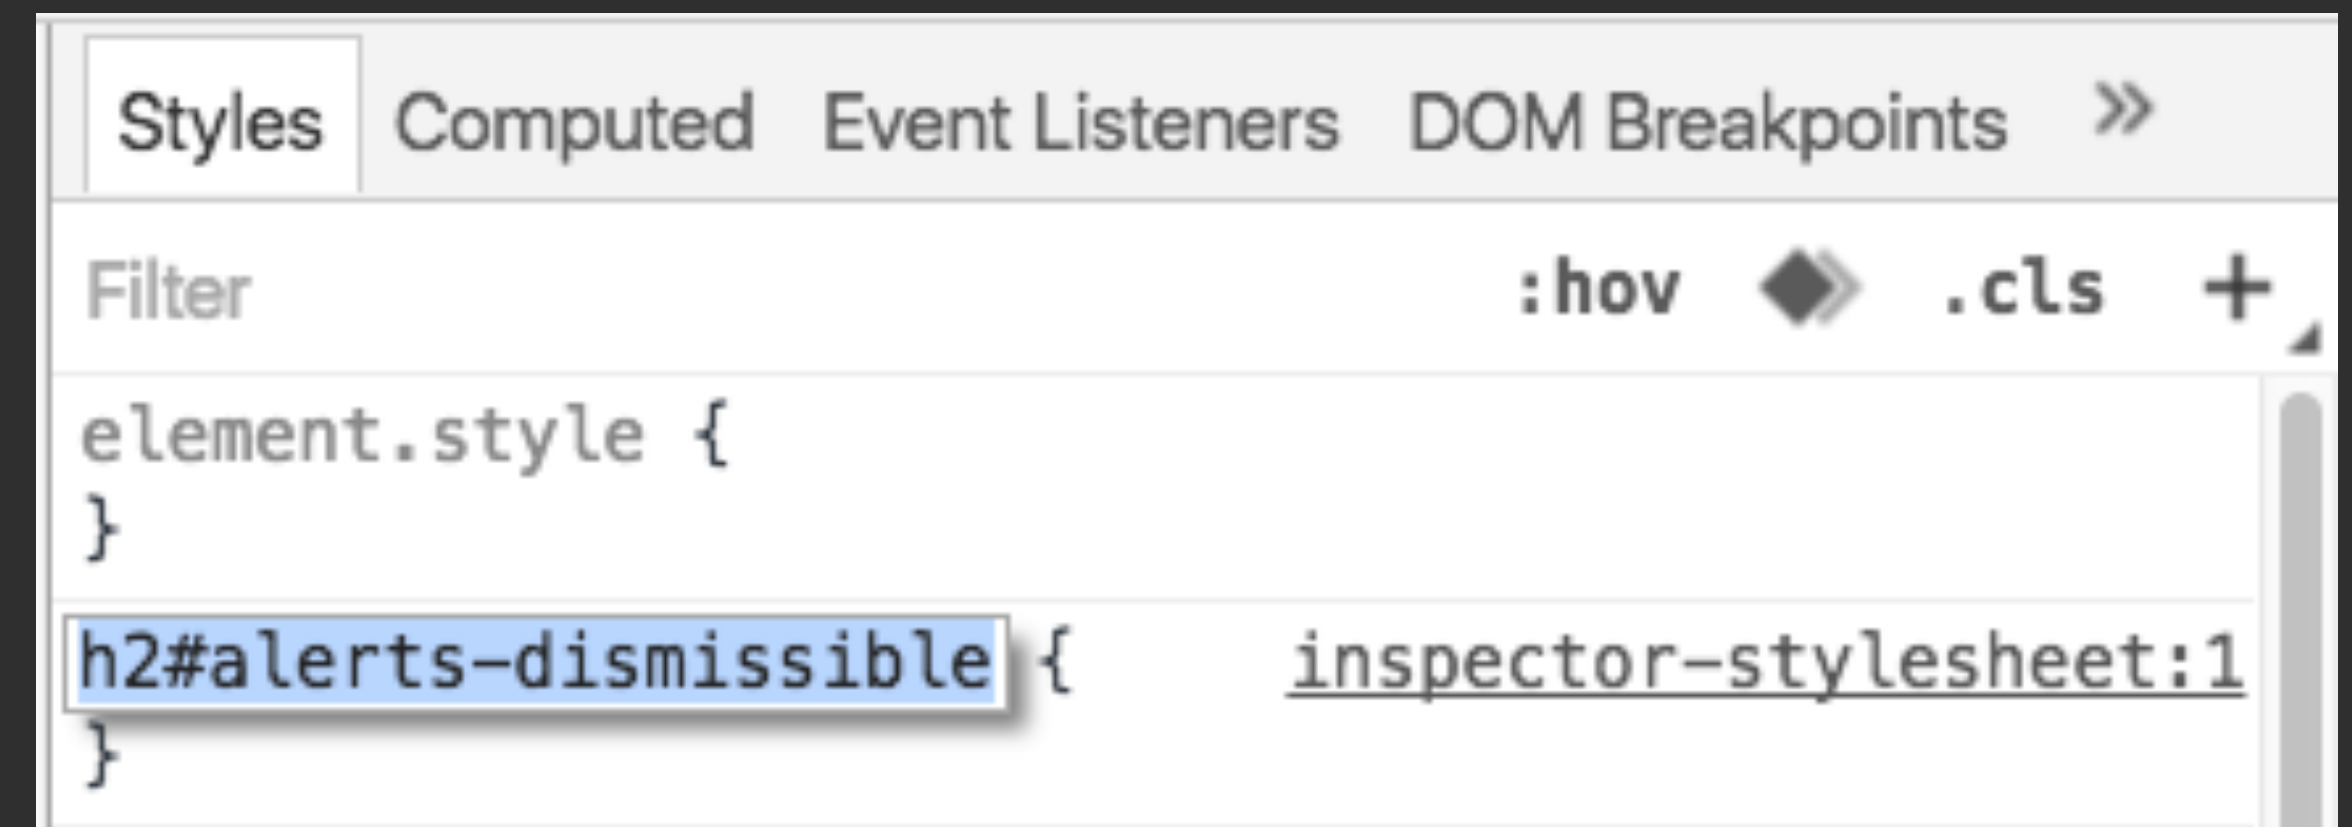 Styles Computed Event Listeners DOM Breakpoints »
Filter :hov .cls +
element.style {
}
h2#alerts-dismissible { inspector-stylesheet:1
}